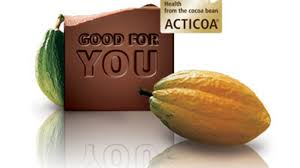 Health
from the cocoa bean
ACTICOA®
GOOD FOR
YOU